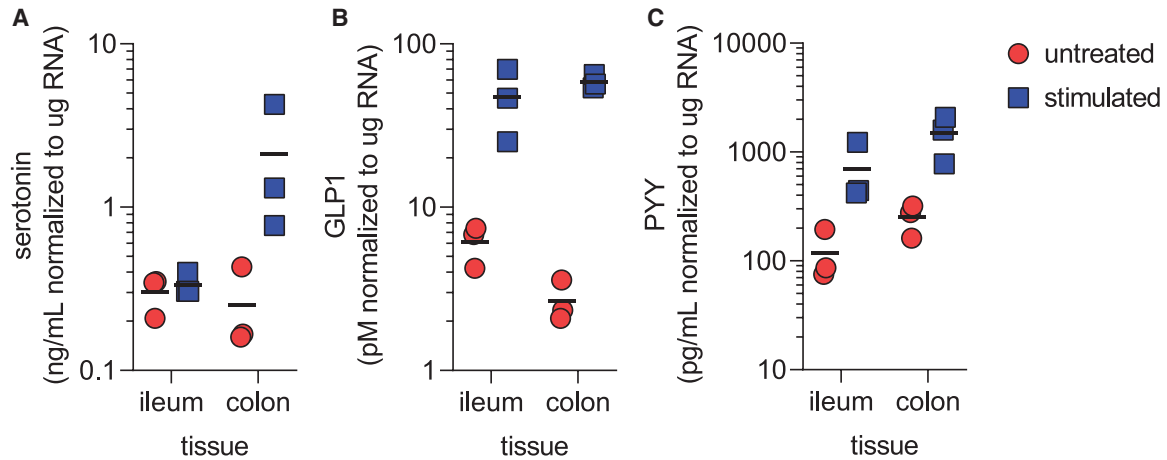 A
serotonin
(ng/mL normalized to ug RNA)
10
1
0.1
ileum colon
tissue
B
GLP1
(pM normalized to ug RNA)
100
10
1
ileum colon
tissue
C
PYY
(pg/mL normalized to ug RNA)
10000
1000
100
10
ileum colon
tissue
untreated
stimulated